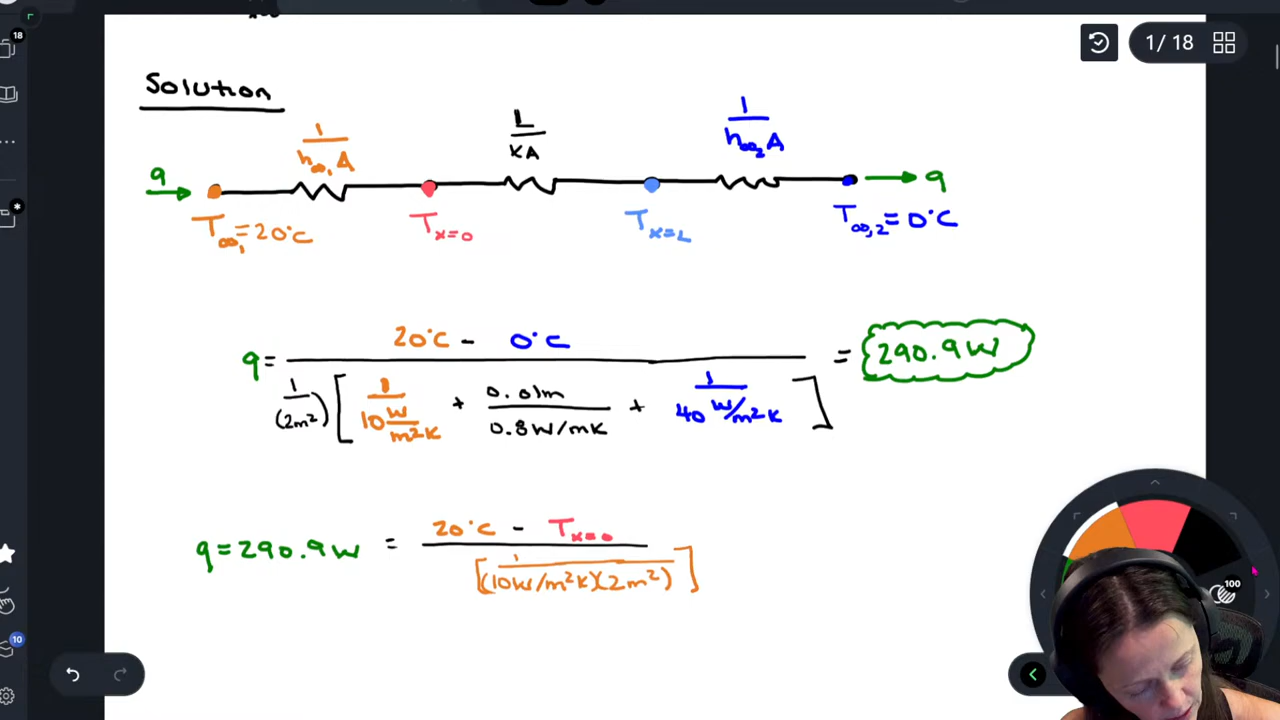 18
1 / 18
Solution
1/(h∞,A)
L/(KA)
1/(h∞2A)
q
q
T∞,=20°C
Tx=0
Tx=L
T∞,2=0°C
q= (20°C - 0°C) / (1/(2m²) [1/(10 W/m²K) + 0.01m/(0.8W/mK) + 1/(40 W/m²K)]) = 290.9W
q=290.9W = (20°C - Tx=0) / [1/((10W/m²K)(2m²))]
100
10